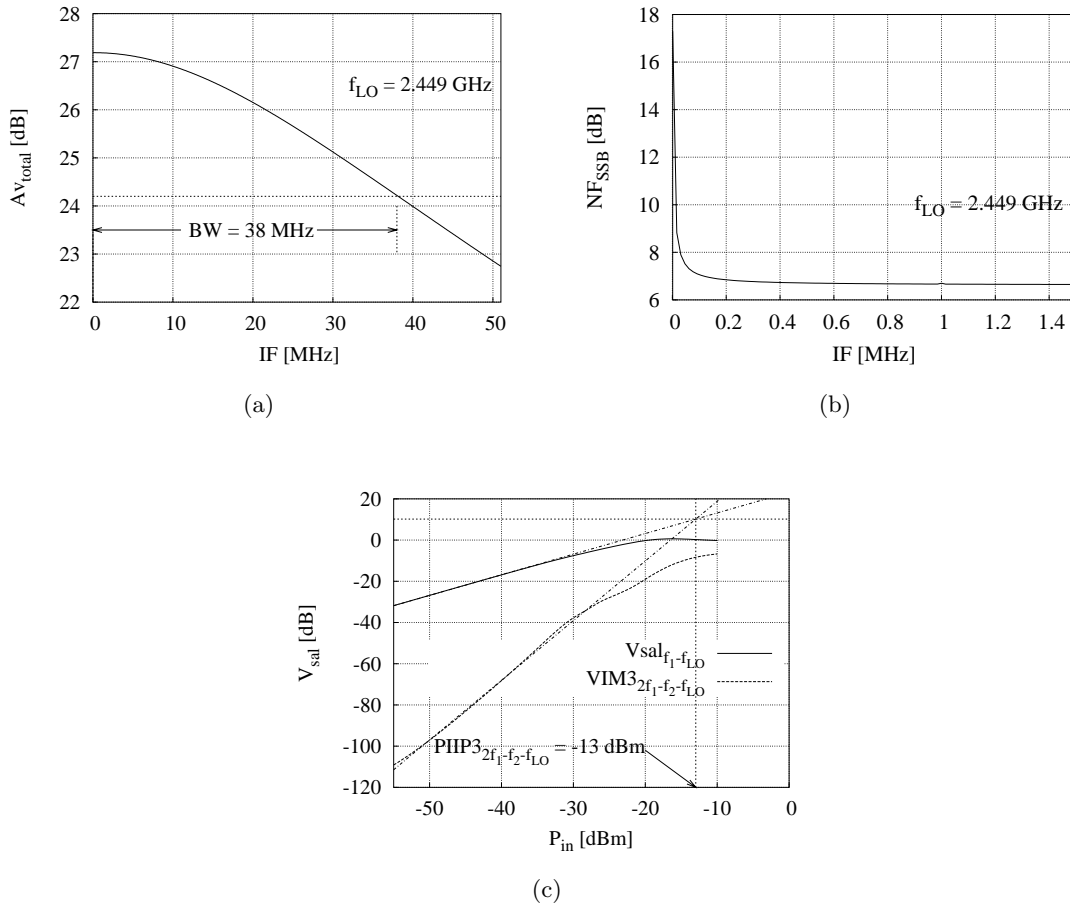 28
27
26
25
24
23
22
Av_total [dB]
f_LO = 2.449 GHz
BW = 38 MHz
0 10 20 30 40 50
IF [MHz]
(a)
18
16
14
12
10
8
6
NF_SSB [dB]
f_LO = 2.449 GHz
0 0.2 0.4 0.6 0.8 1 1.2 1.4
IF [MHz]
(b)
20
0
-20
-40
-60
-80
-100
-120
V_sal [dB]
Vsal_f1-fLO
VIM3_2f1-f2-fLO
PIIP3_2f1-f2-fLO = -13 dBm
-50 -40 -30 -20 -10 0
P_in [dBm]
(c)